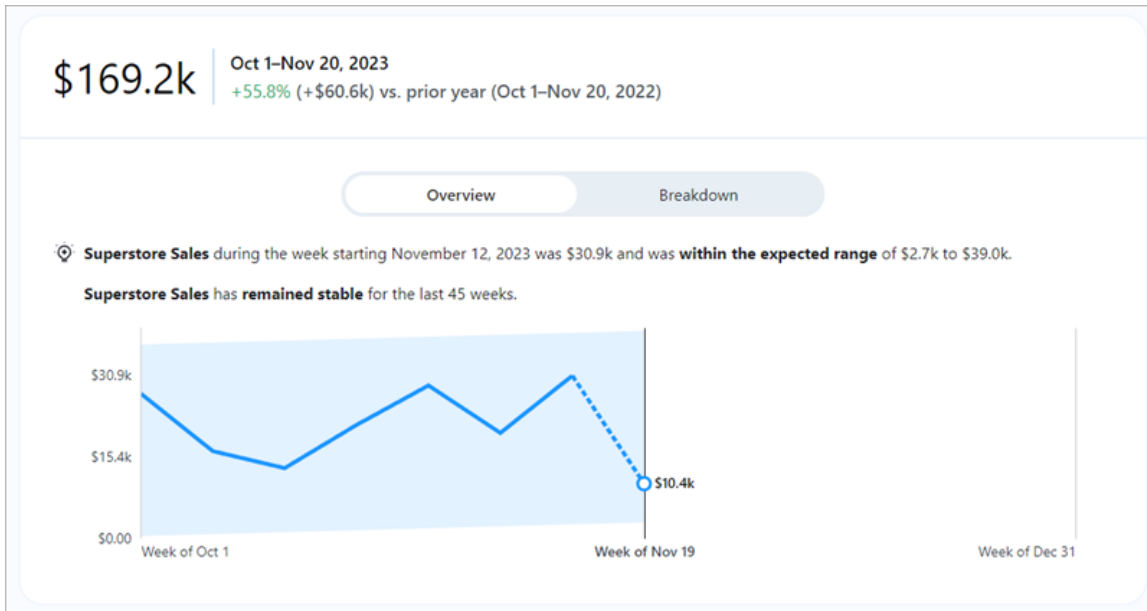 $169.2k
Oct 1–Nov 20, 2023
+55.8% (+$60.6k) vs. prior year (Oct 1–Nov 20, 2022)
Overview
Breakdown
Superstore Sales during the week starting November 12, 2023 was $30.9k and was within the expected range of $2.7k to $39.0k.
Superstore Sales has remained stable for the last 45 weeks.
$30.9k
$15.4k
$10.4k
$0.00
Week of Oct 1
Week of Nov 19
Week of Dec 31